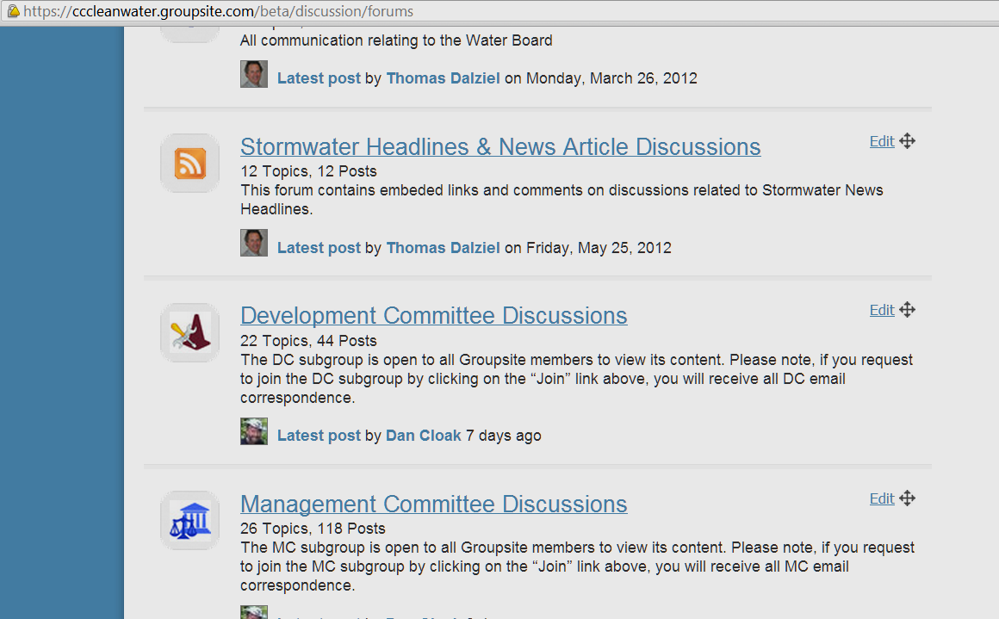 https://cccleanwater.groupsite.com/beta/discussion/forums
All communication relating to the Water Board
Latest post by Thomas Dalziel on Monday, March 26, 2012
Stormwater Headlines & News Article Discussions
Edit
12 Topics, 12 Posts
This forum contains embeded links and comments on discussions related to Stormwater News
Headlines.
Latest post by Thomas Dalziel on Friday, May 25, 2012
Development Committee Discussions
Edit
22 Topics, 44 Posts
The DC subgroup is open to all Groupsite members to view its content. Please note, if you request
to join the DC subgroup by clicking on the “Join” link above, you will receive all DC email
correspondence.
Latest post by Dan Cloak 7 days ago
Management Committee Discussions
Edit
26 Topics, 118 Posts
The MC subgroup is open to all Groupsite members to view its content. Please note, if you request
to join the MC subgroup by clicking on the “Join” link above, you will receive all MC email
correspondence.